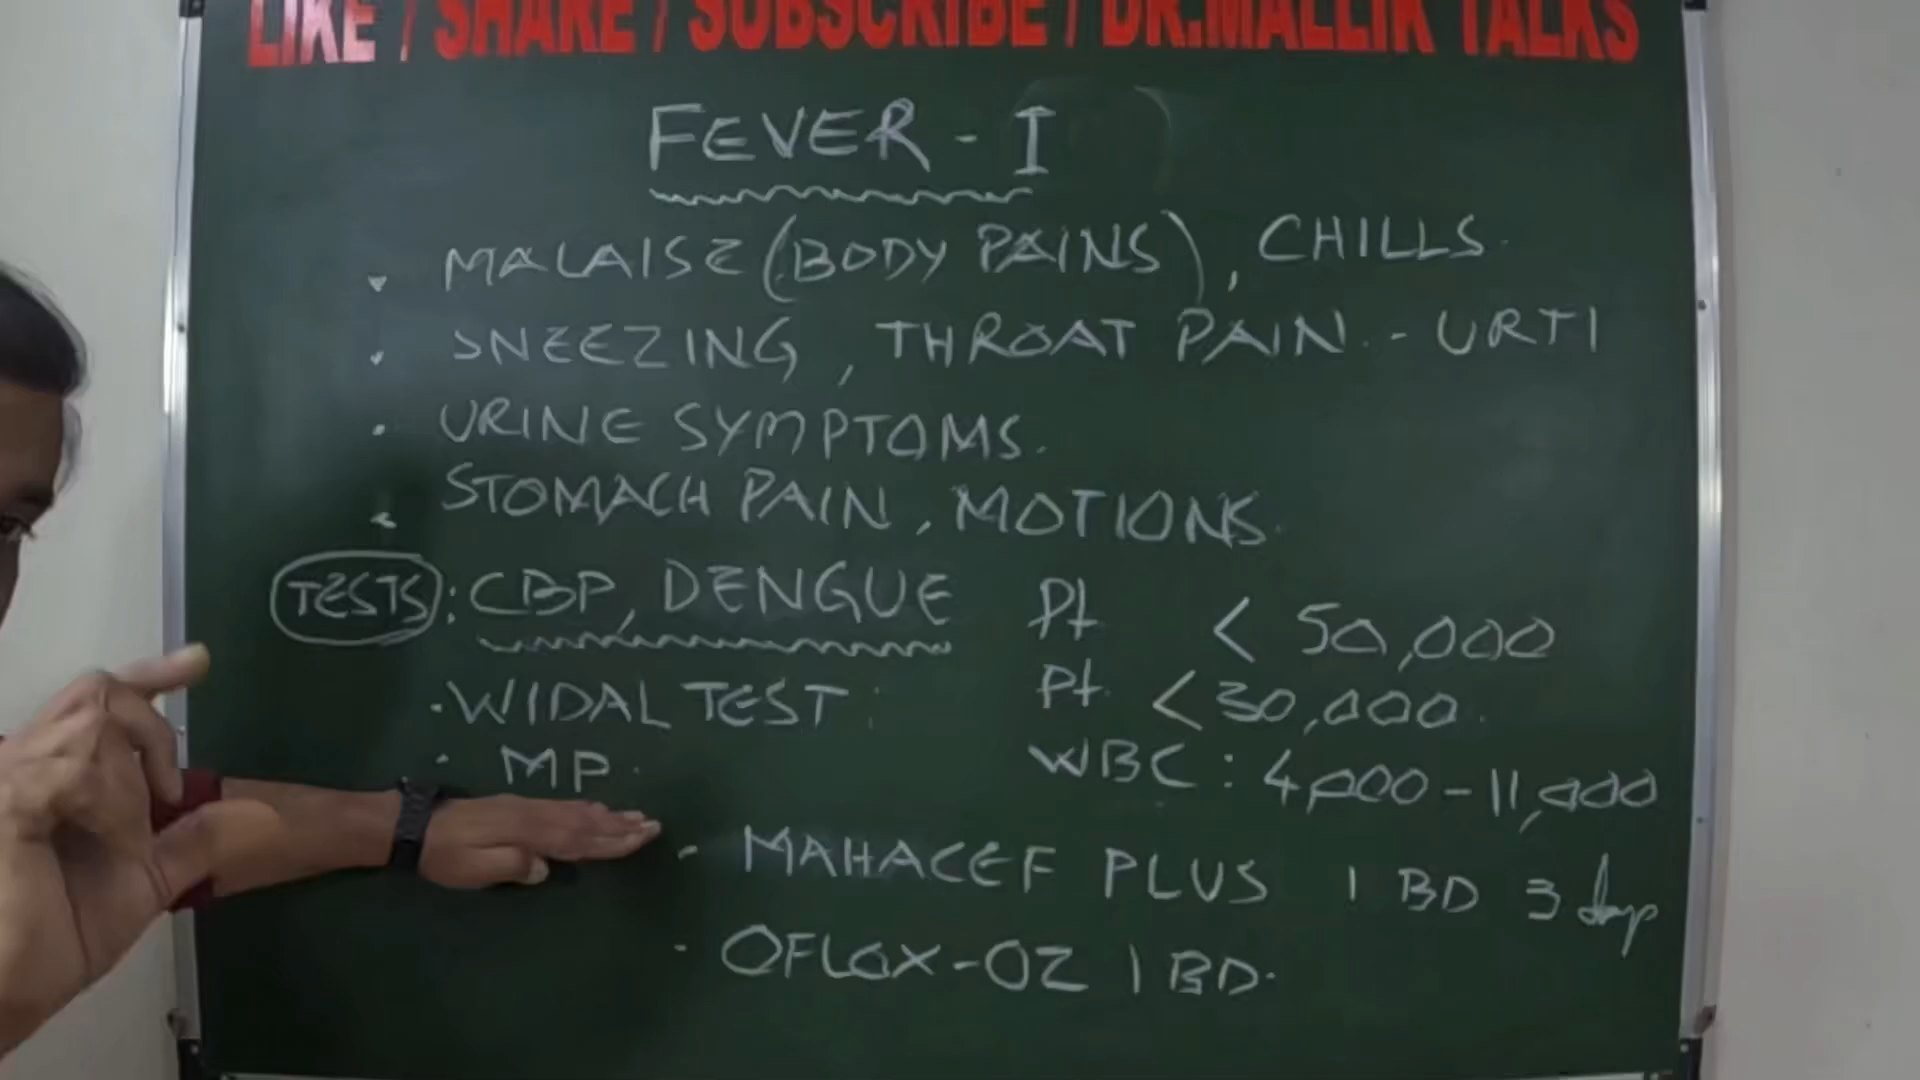 LIKE / SHARE / SUBSCRIBE / DR.MALLIK TALKS
FEVER - I
• MALAISE (BODY PAINS), CHILLS.
• SNEEZING, THROAT PAIN. - URTI
• URINE SYMPTOMS.
• STOMACH PAIN, MOTIONS.
TESTS : CBP, DENGUE
Pt < 50,000
• WIDAL TEST :
Pt. < 30,000.
• MP.
WBC : 4,000 - 11,000
- MAHACEF PLUS 1 BD 3 days
- OFLOX-OZ 1 BD.